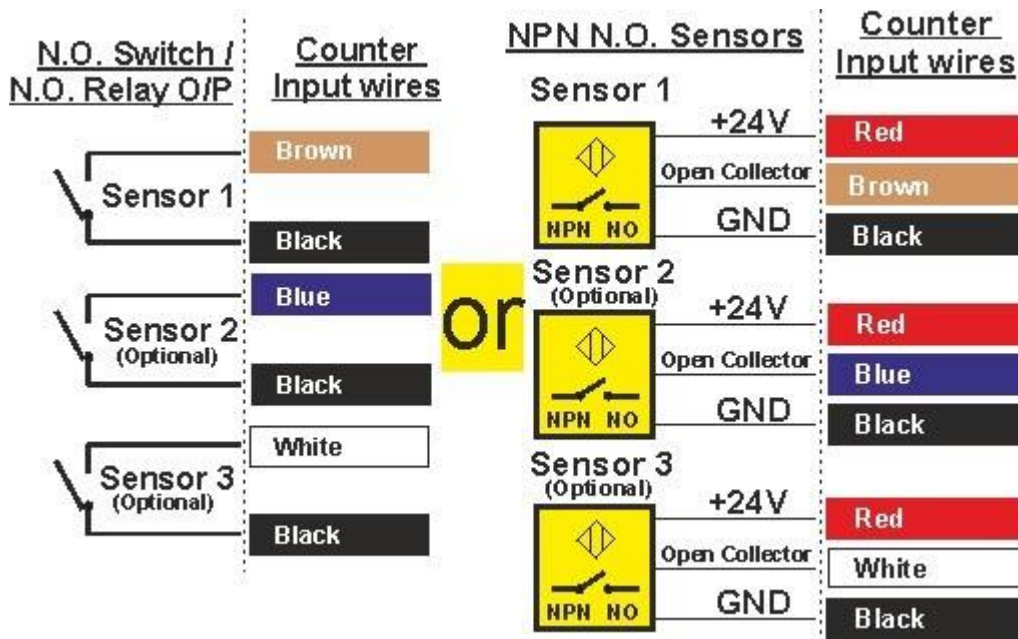 N.O. Switch /
N.O. Relay O/P
Counter
Input wires
Brown
Sensor 1
Black
Blue
Sensor 2
(Optional)
Black
White
Sensor 3
(Optional)
Black
or
NPN N.O. Sensors
Counter
Input wires
Sensor 1
+24V
Red
Open Collector
Brown
GND
Black
NPN NO
Sensor 2
(Optional)
+24V
Red
Open Collector
Blue
GND
Black
NPN NO
Sensor 3
(Optional)
+24V
Red
Open Collector
White
GND
Black
NPN NO